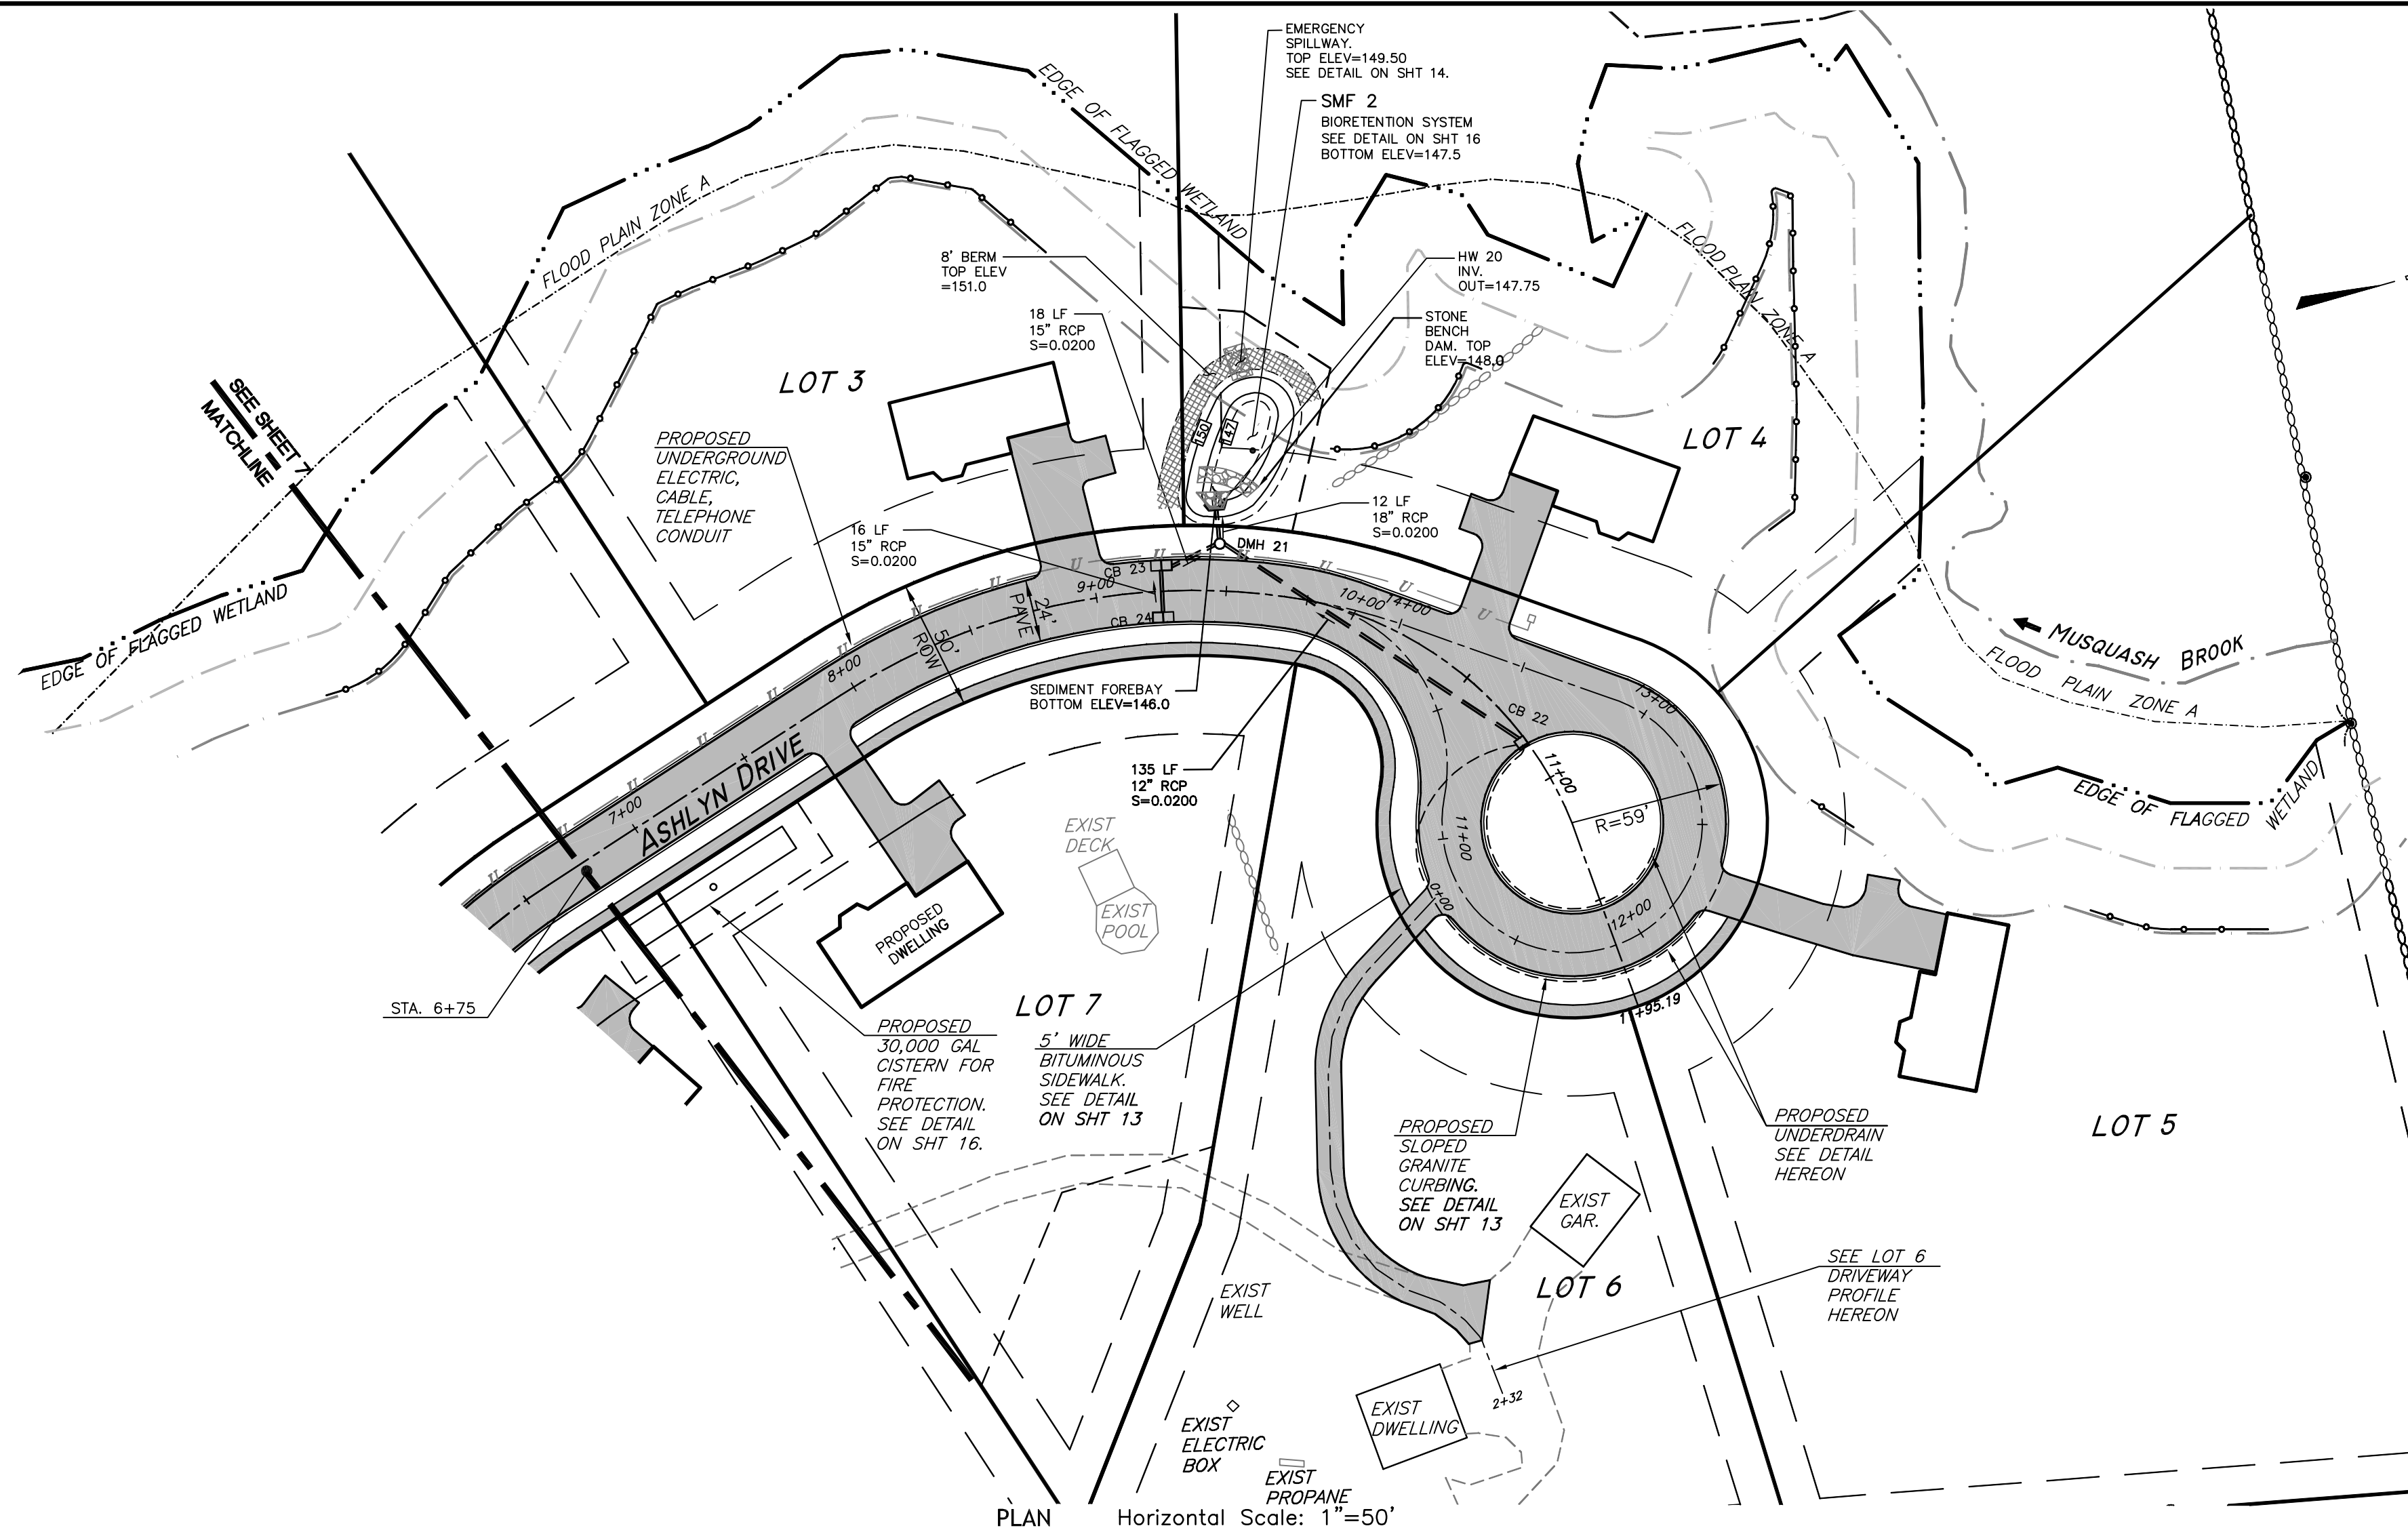 EMERGENCY
SPILLWAY.
TOP ELEV=149.50
SEE DETAIL ON SHT 14.
SMF 2
BIORETENTION SYSTEM
SEE DETAIL ON SHT 16
BOTTOM ELEV=147.5
EDGE OF FLAGGED WETLAND
FLOOD PLAIN ZONE A
8' BERM
TOP ELEV
=151.0
HW 20
INV.
OUT=147.75
FLOOD PLAIN ZONE A
18 LF
15" RCP
S=0.0200
STONE
BENCH
DAM. TOP
ELEV=148.0
LOT 3
LOT 4
SEE SHEET 7
MATCHLINE
150
147
PROPOSED
UNDERGROUND
ELECTRIC,
CABLE,
TELEPHONE
CONDUIT
16 LF
15" RCP
S=0.0200
12 LF
18" RCP
S=0.0200
DMH 21
CB 23
9+00
CB 24
24'
PAVE
50'
ROW
10+00
14+00
U
U
U
U
U
U
U
U
U
U
U
U
U
EDGE OF FLAGGED WETLAND
MUSQUASH BROOK
FLOOD PLAIN ZONE A
8+00
SEDIMENT FOREBAY
BOTTOM ELEV=146.0
CB 22
13+00
7+00
ASHLYN DRIVE
135 LF
12" RCP
S=0.0200
11+00
R=59'
11+00
EDGE OF FLAGGED WETLAND
EXIST
DECK
EXIST
POOL
PROPOSED
DWELLING
0+00
12+00
STA. 6+75
LOT 7
11+95.19
PROPOSED
30,000 GAL
CISTERN FOR
FIRE
PROTECTION.
SEE DETAIL
ON SHT 16.
5' WIDE
BITUMINOUS
SIDEWALK.
SEE DETAIL
ON SHT 13
PROPOSED
SLOPED
GRANITE
CURBING.
SEE DETAIL
ON SHT 13
PROPOSED
UNDERDRAIN
SEE DETAIL
HEREON
LOT 5
EXIST
GAR.
LOT 6
SEE LOT 6
DRIVEWAY
PROFILE
HEREON
EXIST
WELL
2+32
EXIST
DWELLING
EXIST
ELECTRIC
BOX
EXIST
PROPANE
PLAN Horizontal Scale: 1"=50'